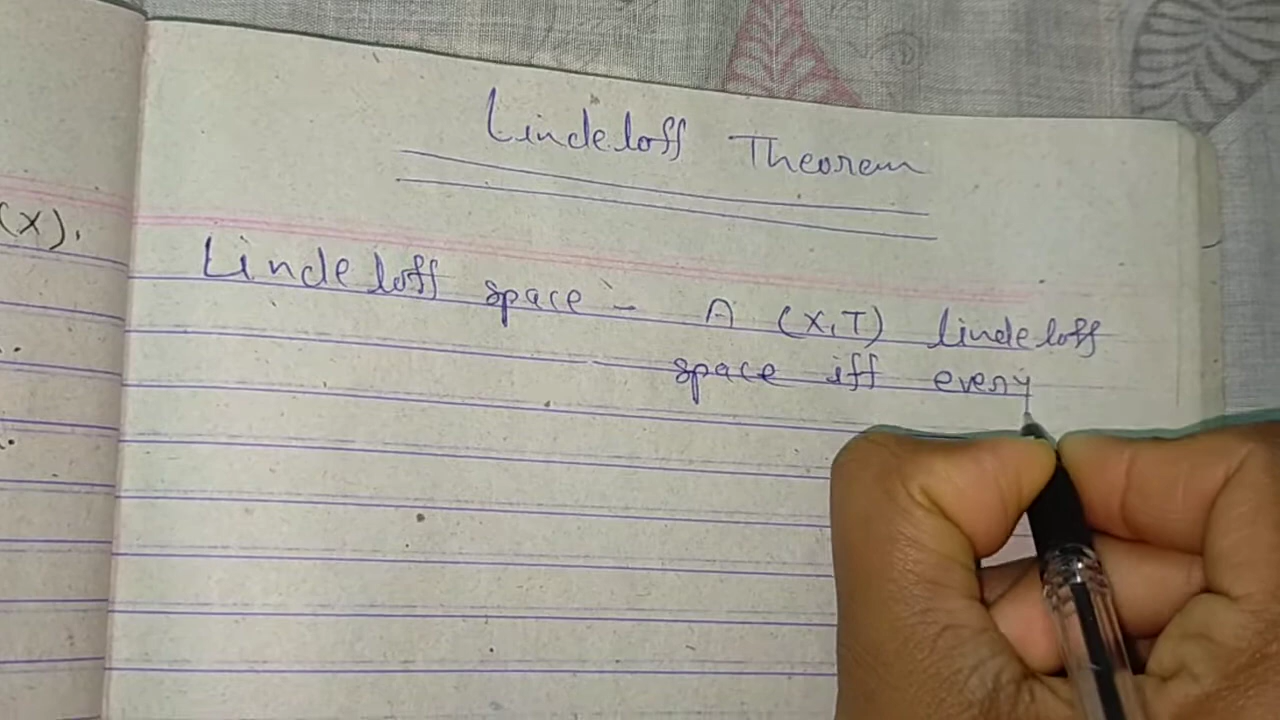 Lindeloff Theorem
(X).
Lindeloff space :- A (X,T) lindeloff
space iff every